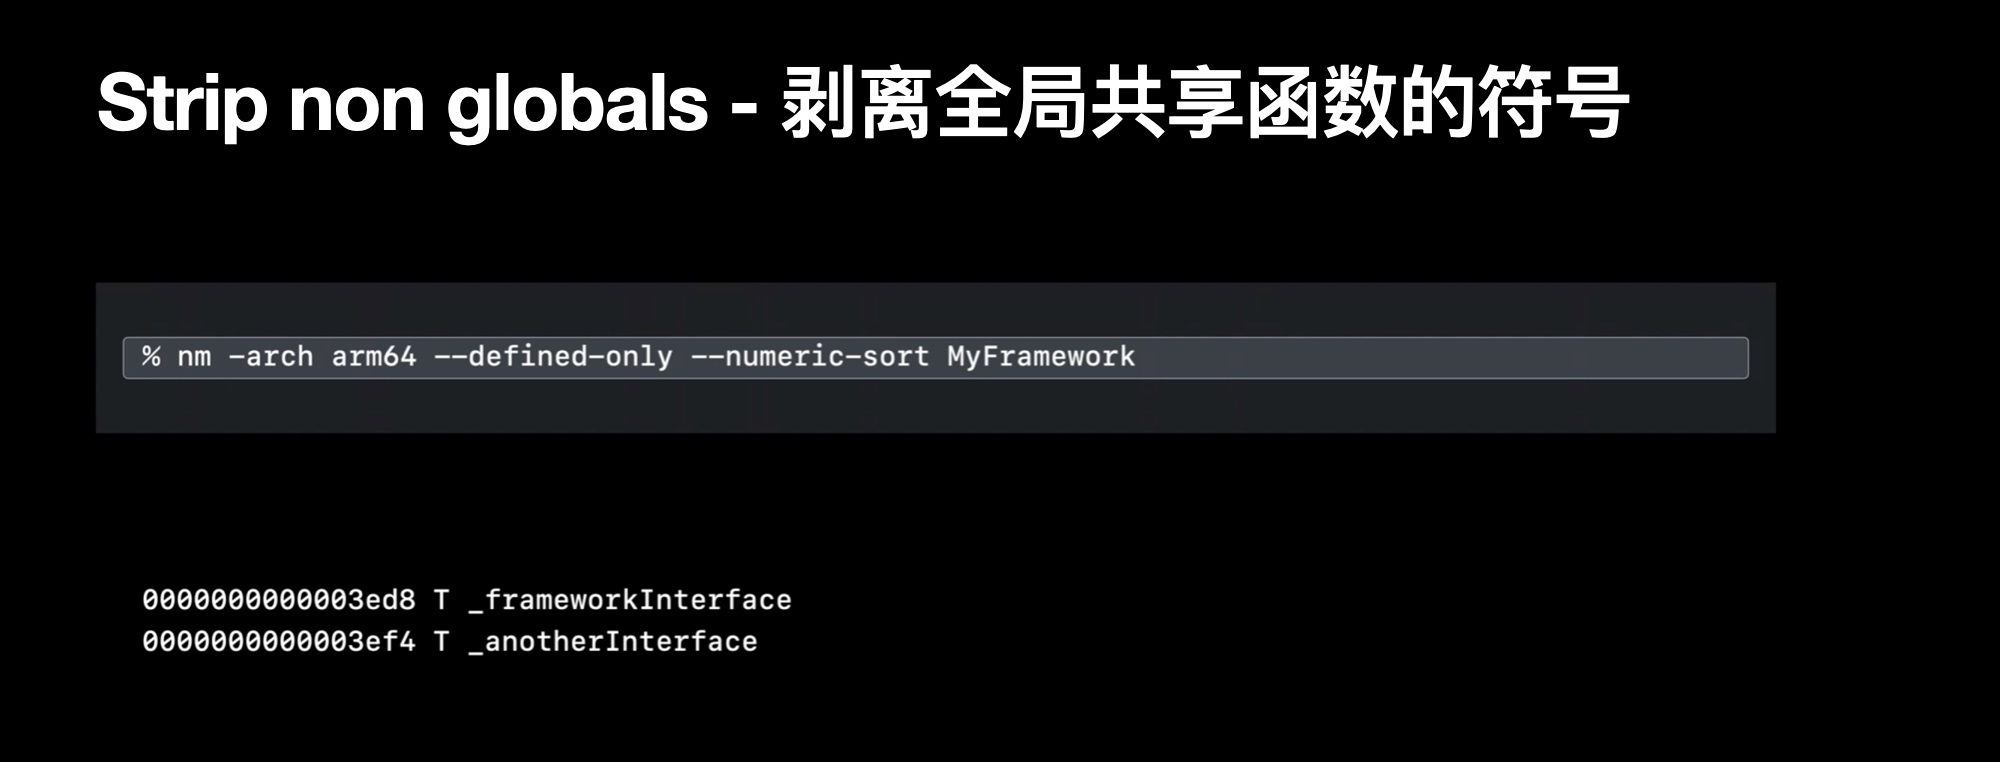 Strip non globals - 剥离全局共享函数的符号
% nm -arch arm64 --defined-only --numeric-sort MyFramework
0000000000003ed8 T _frameworkInterface
0000000000003ef4 T _anotherInterface